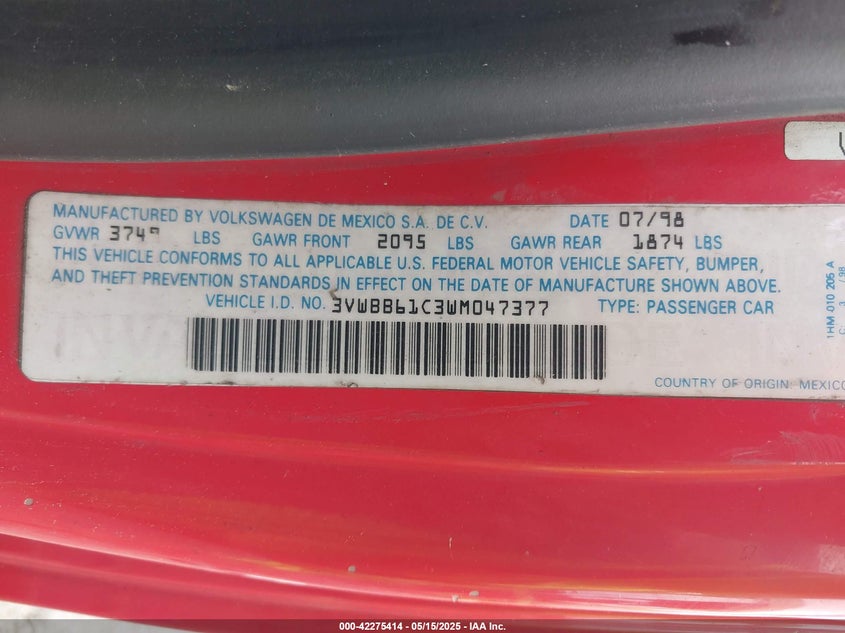 MANUFACTURED BY VOLKSWAGEN DE MEXICO S.A. DE C.V. DATE 07/98
GVWR 3749 LBS GAWR FRONT 2095 LBS GAWR REAR 1874 LBS
THIS VEHICLE CONFORMS TO ALL APPLICABLE U.S. FEDERAL MOTOR VEHICLE SAFETY, BUMPER,
AND THEFT PREVENTION STANDARDS IN EFFECT ON THE DATE OF MANUFACTURE SHOWN ABOVE.
VEHICLE I.D. NO. 3VWBB61C3WM047377 TYPE: PASSENGER CAR
COUNTRY OF ORIGIN: MEXICO
1HM 010 205 A
000-42275414 - 05/15/2025 - IAA Inc.